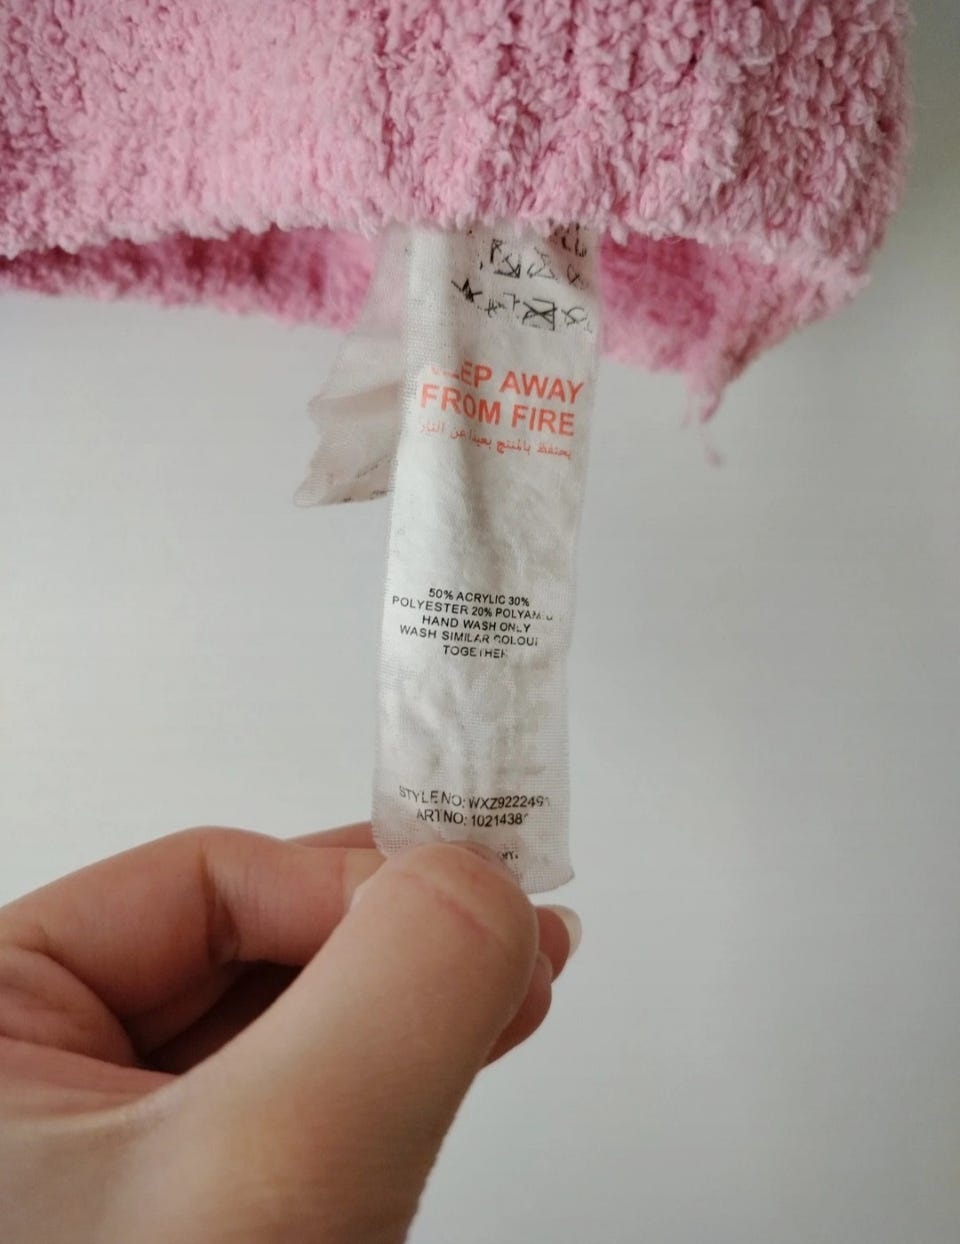 AWAY
FROM FIRE
يحتفظ بالمنتج بعيدا عن النار
50% ACRYLIC 30%
POLYESTER 20%
HAND WASH ONLY
WASH SIMILAR COLOUR
TOGETHER
STYLE NO:
ART NO: